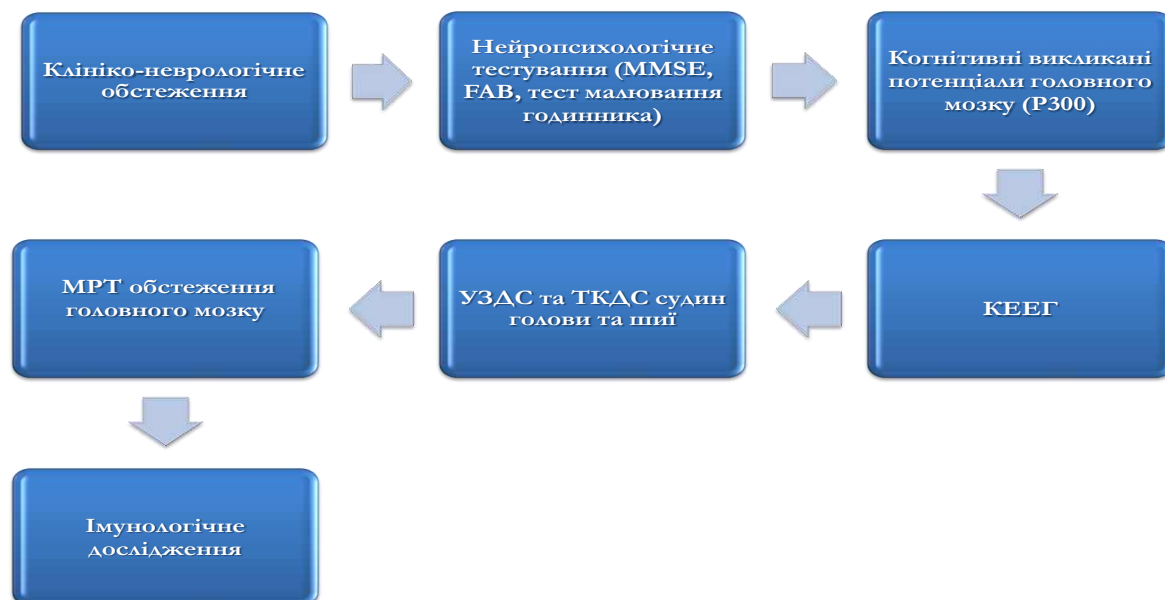 Клініко-неврологічне
обстеження
Нейропсихологічне
тестування (MMSE,
FAB, тест малювання
годинника)
Когнітивні викликані
потенціали головного
мозку (P300)
КЕЕГ
УЗДС та ТКДС судин
голови та шиї
МРТ обстеження
головного мозку
Імунологічне
дослідження